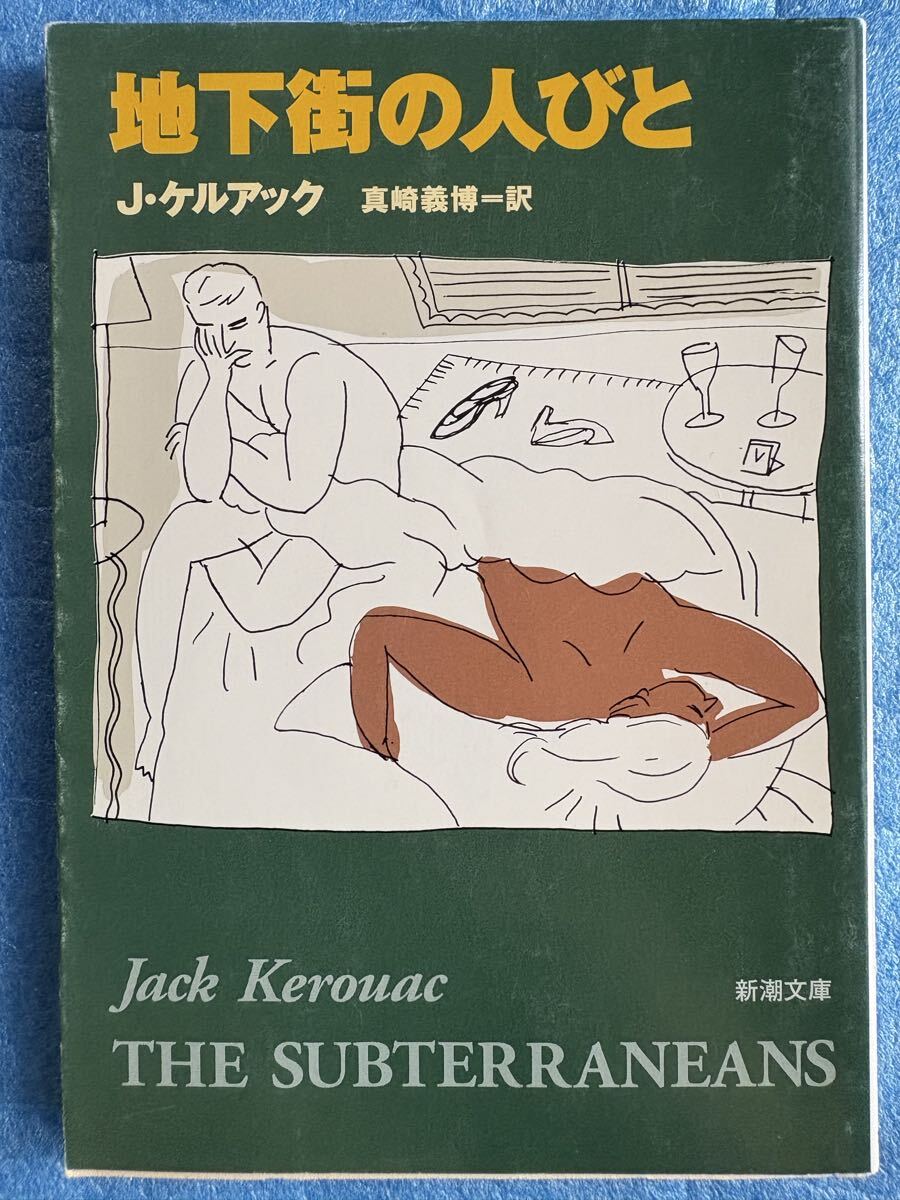 地下街の人びと
J・ケルアック 真崎義博=訳
V
Jack Kerouac
新潮文庫
THE SUBTERRANEANS